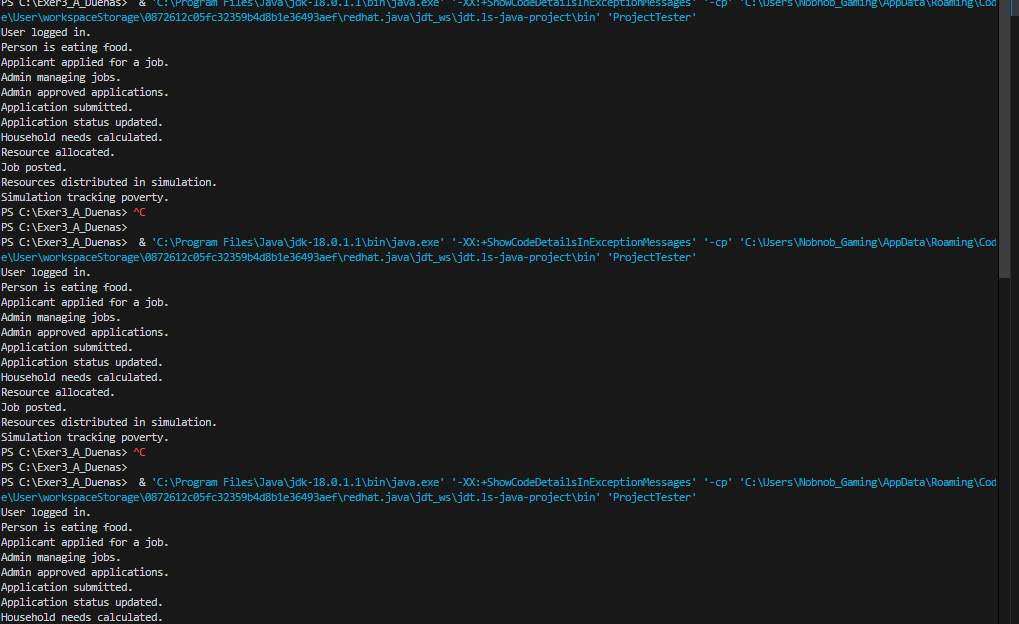 PS C:\Exer3_A_Duenas>  & 'C:\Program Files\Java\jdk-18.0.1.1\bin\java.exe' '-XX:+ShowCodeDetailsInExceptionMessages' '-cp' 'C:\Users\Nobnob_Gaming\AppData\Roaming\Cod
e\User\workspaceStorage\0872612c05fc32359b4d8b1e36493aef\redhat.java\jdt_ws\jdt.ls-java-project\bin' 'ProjectTester'
User logged in.
Person is eating food.
Applicant applied for a job.
Admin managing jobs.
Admin approved applications.
Application submitted.
Application status updated.
Household needs calculated.
Resource allocated.
Job posted.
Resources distributed in simulation.
Simulation tracking poverty.
PS C:\Exer3_A_Duenas> ^C
PS C:\Exer3_A_Duenas>
PS C:\Exer3_A_Duenas>  & 'C:\Program Files\Java\jdk-18.0.1.1\bin\java.exe' '-XX:+ShowCodeDetailsInExceptionMessages' '-cp' 'C:\Users\Nobnob_Gaming\AppData\Roaming\Cod
e\User\workspaceStorage\0872612c05fc32359b4d8b1e36493aef\redhat.java\jdt_ws\jdt.ls-java-project\bin' 'ProjectTester'
User logged in.
Person is eating food.
Applicant applied for a job.
Admin managing jobs.
Admin approved applications.
Application submitted.
Application status updated.
Household needs calculated.
Resource allocated.
Job posted.
Resources distributed in simulation.
Simulation tracking poverty.
PS C:\Exer3_A_Duenas> ^C
PS C:\Exer3_A_Duenas>
PS C:\Exer3_A_Duenas>  & 'C:\Program Files\Java\jdk-18.0.1.1\bin\java.exe' '-XX:+ShowCodeDetailsInExceptionMessages' '-cp' 'C:\Users\Nobnob_Gaming\AppData\Roaming\Cod
e\User\workspaceStorage\0872612c05fc32359b4d8b1e36493aef\redhat.java\jdt_ws\jdt.ls-java-project\bin' 'ProjectTester'
User logged in.
Person is eating food.
Applicant applied for a job.
Admin managing jobs.
Admin approved applications.
Application submitted.
Application status updated.
Household needs calculated.